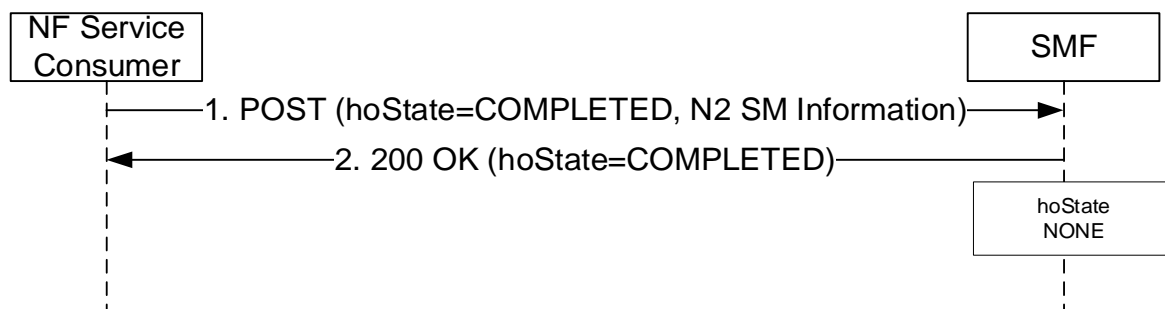 NF Service
Consumer
SMF
1. POST (hoState=COMPLETED, N2 SM Information)
2. 200 OK (hoState=COMPLETED)
hoState
NONE